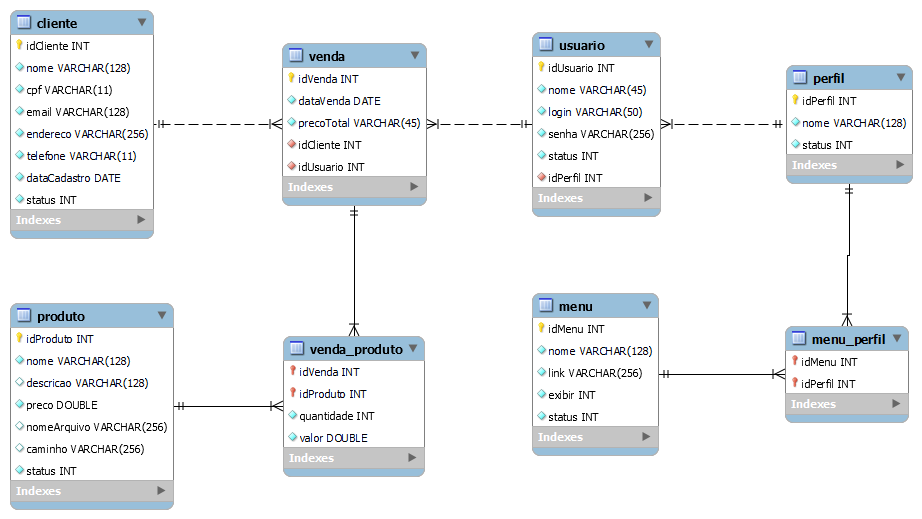 cliente
idCliente INT
nome VARCHAR(128)
cpf VARCHAR(11)
email VARCHAR(128)
endereco VARCHAR(256)
telefone VARCHAR(11)
dataCadastro DATE
status INT
Indexes
venda
idVenda INT
dataVenda DATE
precoTotal VARCHAR(45)
idCliente INT
idUsuario INT
Indexes
usuario
idUsuario INT
nome VARCHAR(45)
login VARCHAR(50)
senha VARCHAR(256)
status INT
idPerfil INT
Indexes
perfil
idPerfil INT
nome VARCHAR(128)
status INT
Indexes
produto
idProduto INT
nome VARCHAR(128)
descricao VARCHAR(128)
preco DOUBLE
nomeArquivo VARCHAR(256)
caminho VARCHAR(256)
status INT
Indexes
venda_produto
idVenda INT
idProduto INT
quantidade INT
valor DOUBLE
Indexes
menu
idMenu INT
nome VARCHAR(128)
link VARCHAR(256)
exibir INT
status INT
Indexes
menu_perfil
idMenu INT
idPerfil INT
Indexes